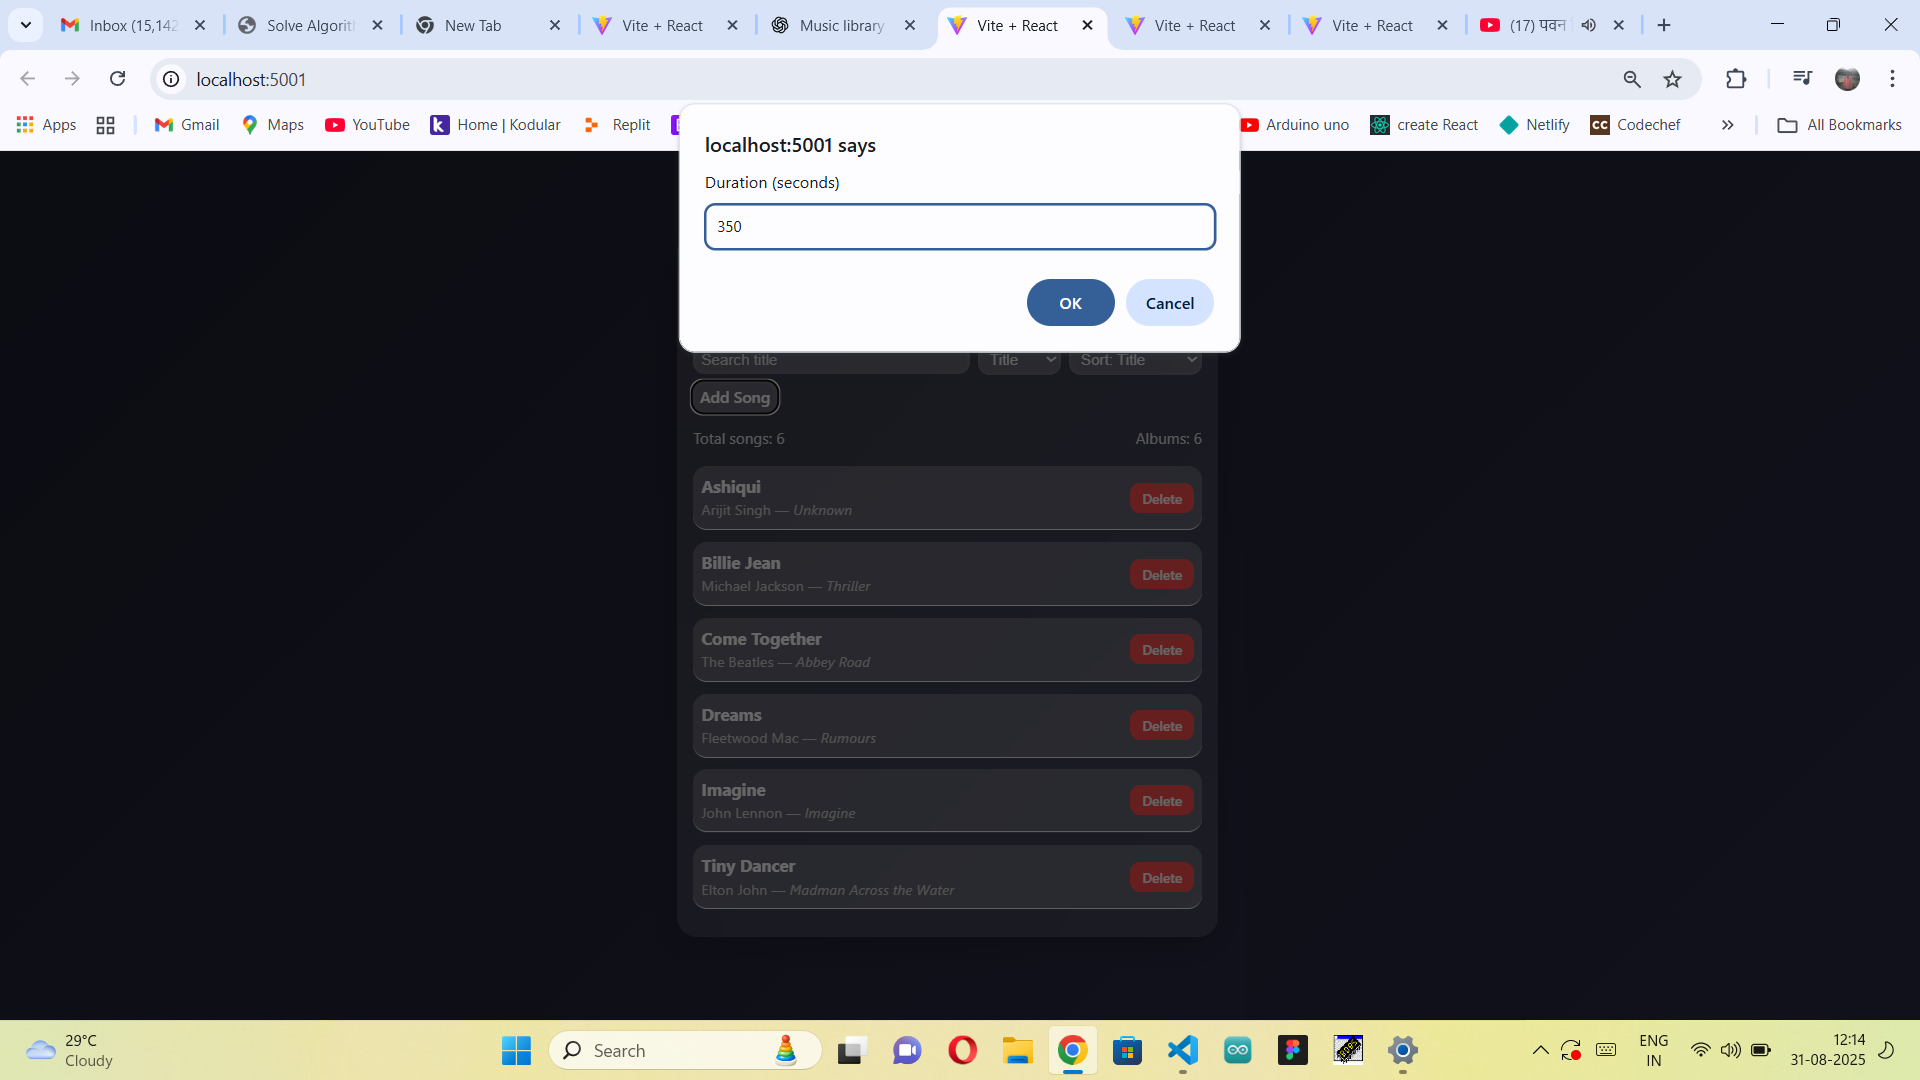 Inbox (15,142
Solve Algorit
New Tab
Vite + React
Music library
Vite + React
Vite + React
Vite + React
(17) पवन
localhost:5001
Apps
Gmail
Maps
YouTube
Home | Kodular
Replit
Arduino uno
create React
Netlify
CC Codechef
All Bookmarks
localhost:5001 says
Duration (seconds)
350
OK
Cancel
Search title
Title
Sort: Title
Add Song
Total songs: 6
Albums: 6
Ashiqui
Arijit Singh — Unknown
Delete
Billie Jean
Michael Jackson — Thriller
Delete
Come Together
The Beatles — Abbey Road
Delete
Dreams
Fleetwood Mac — Rumours
Delete
Imagine
John Lennon — Imagine
Delete
Tiny Dancer
Elton John — Madman Across the Water
Delete
29°C
Cloudy
Search
ENG
IN
12:14
31-08-2025